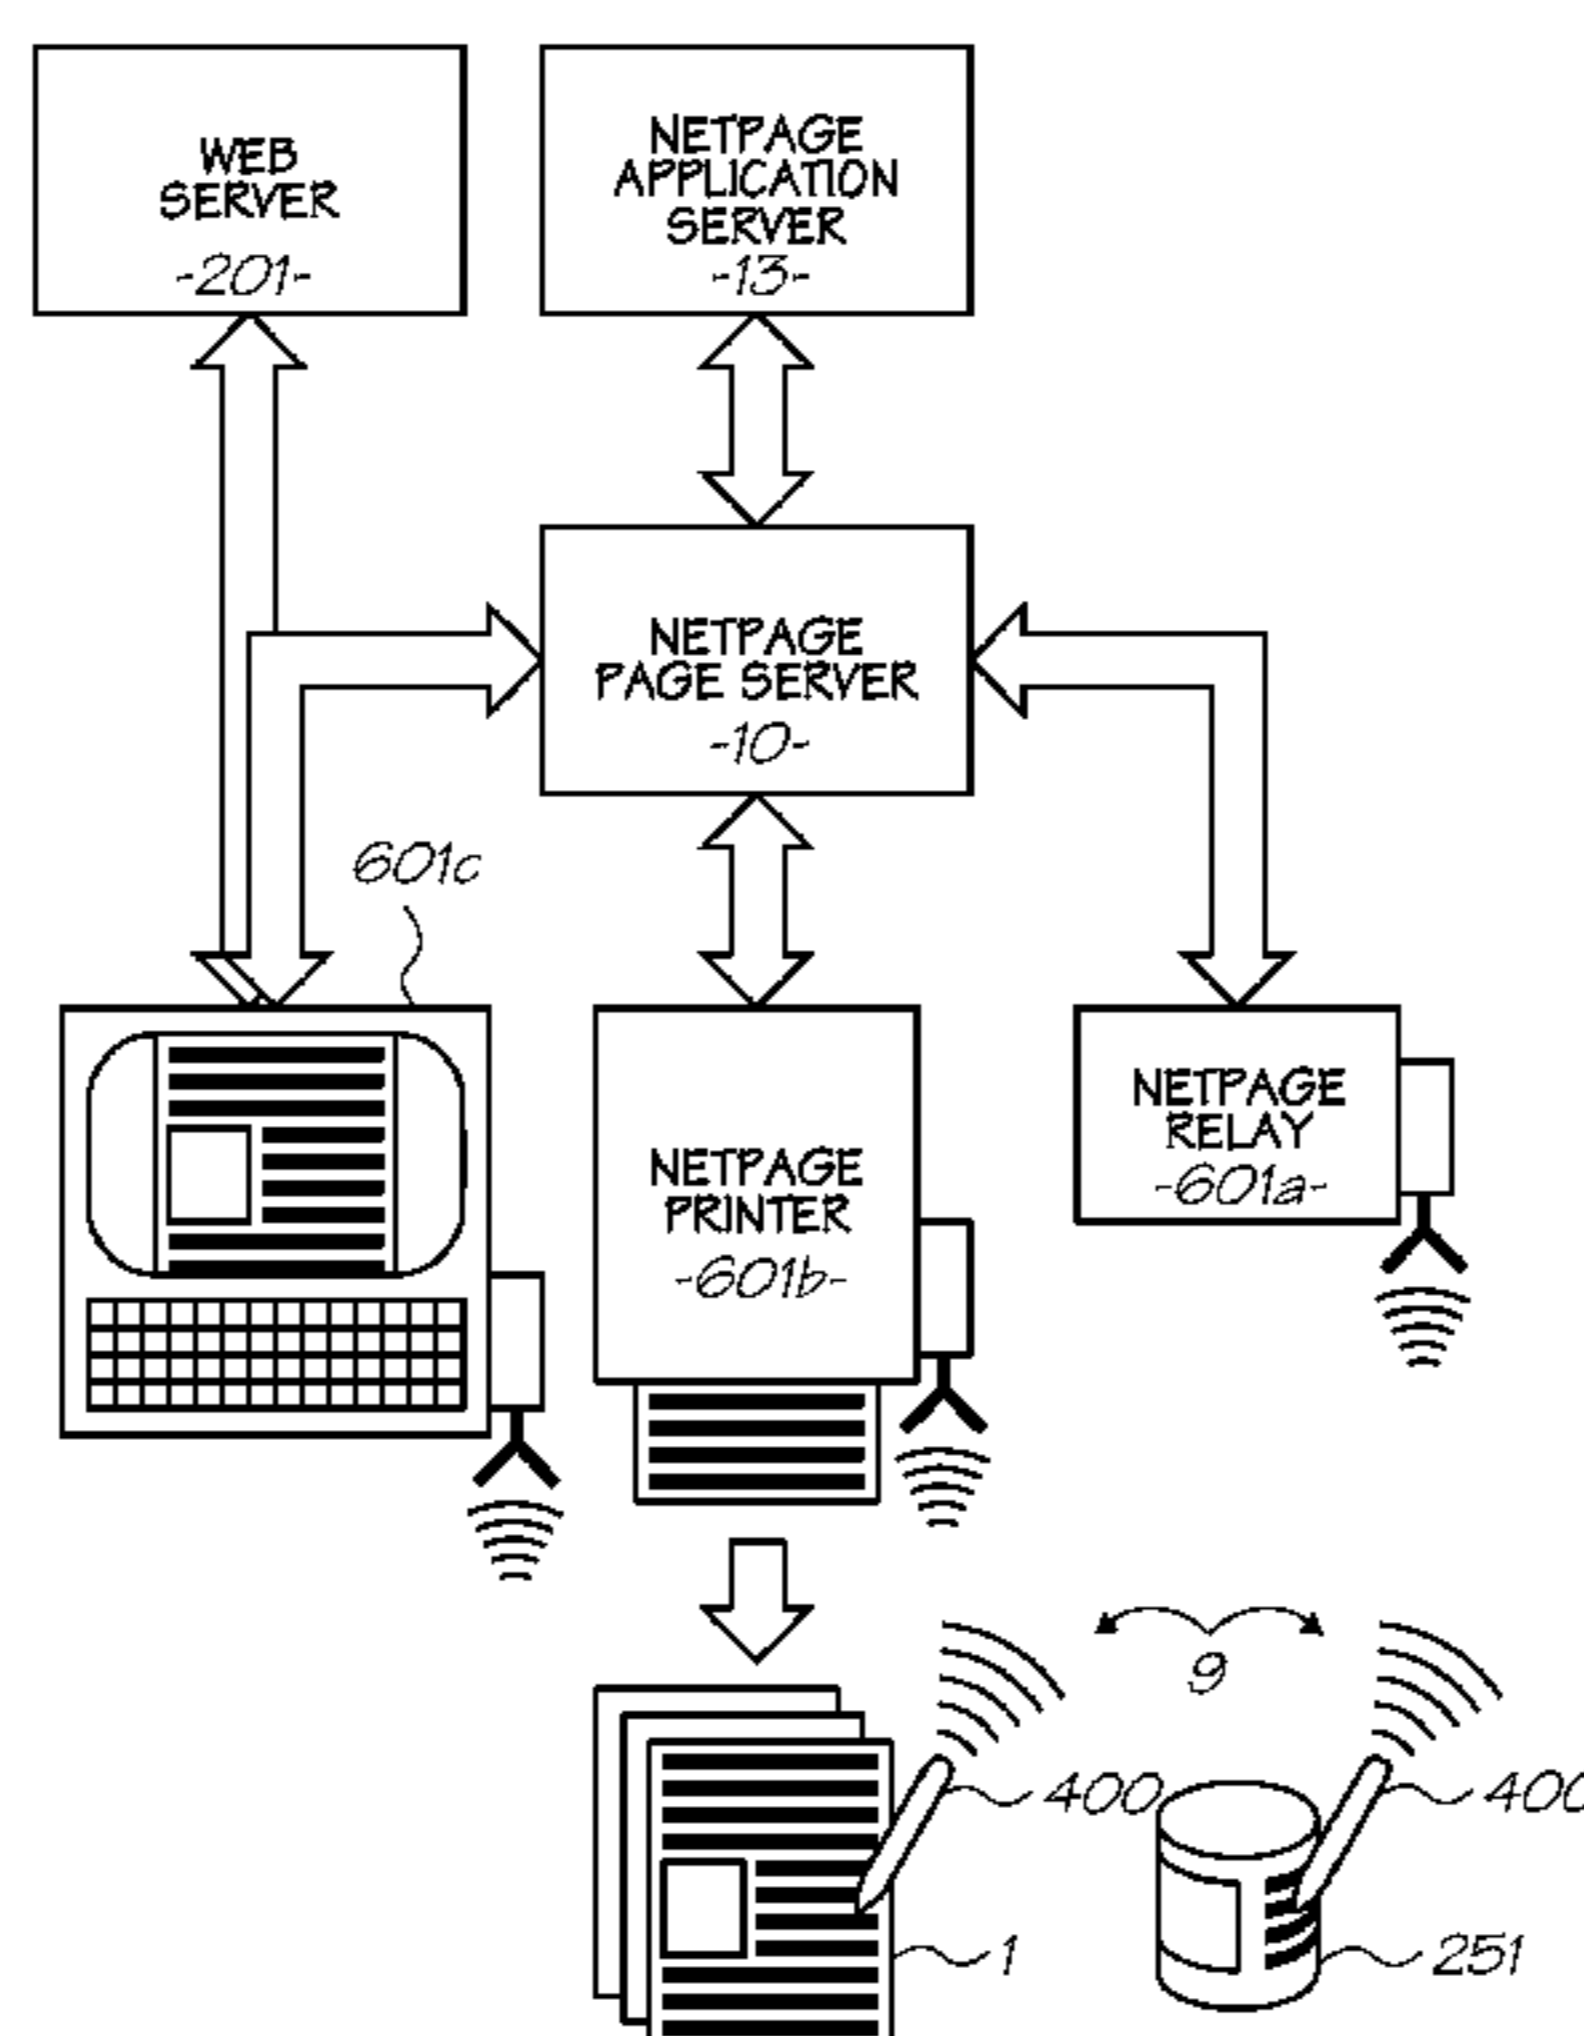 WEB
SERVER
-201-
NETPAGE
APPLICATION
SERVER
-13-
NETPAGE
PAGE SERVER
-10-
601c
NETPAGE
PRINTER
-601b-
NETPAGE
RELAY
-601a-
9
400
400
1
251